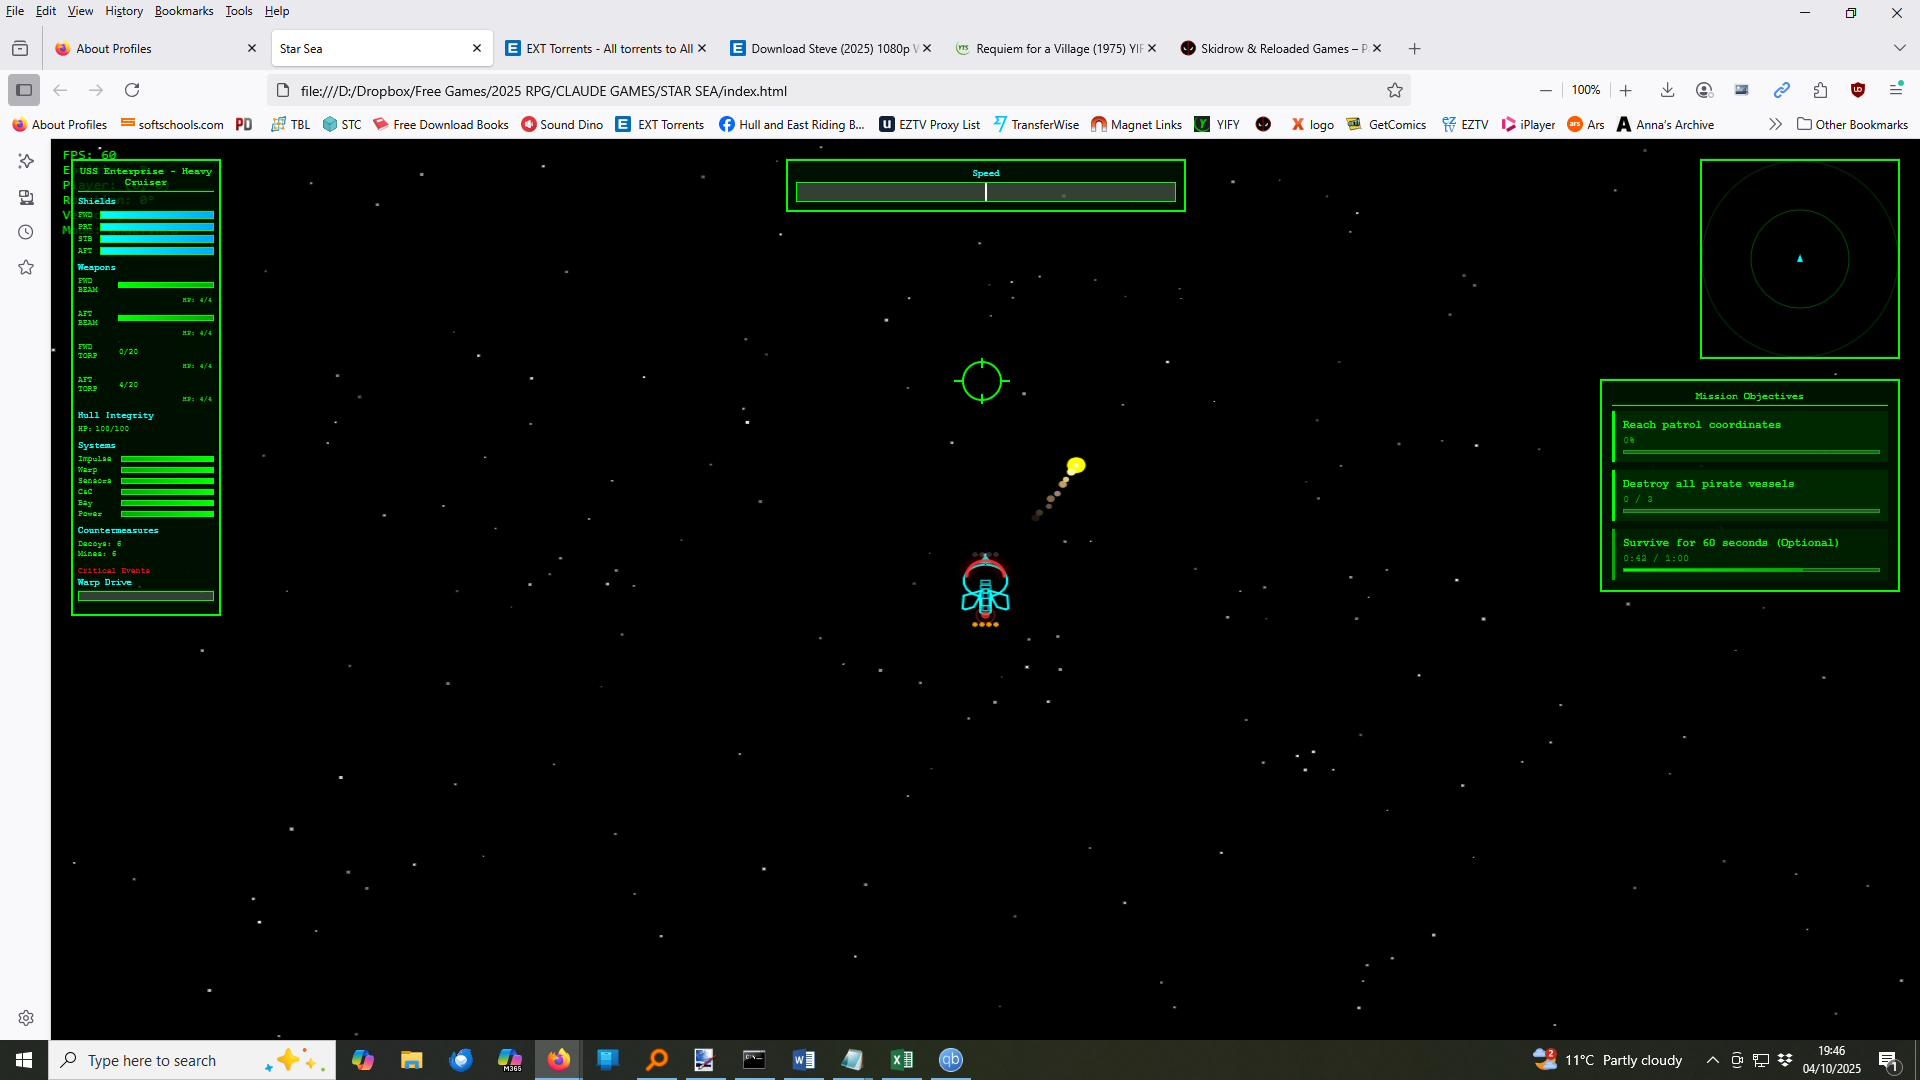 File Edit View History Bookmarks Tools Help
About Profiles
Star Sea
EXT Torrents - All torrents to All
Download Steve (2025) 1080p W
YTS
Requiem for a Village (1975) YIF
Skidrow & Reloaded Games – P
file:///D:/Dropbox/Free Games/2025 RPG/CLAUDE GAMES/STAR SEA/index.html
100%
About Profiles
softschools.com
PD
TBL
STC
Free Download Books
Sound Dino
EXT Torrents
Hull and East Riding B...
EZTV Proxy List
TransferWise
Magnet Links
YIFY
logo
GetComics
EZTV
iPlayer
Ars
Anna's Archive
Other Bookmarks
FPS: 60
USS Enterprise - Heavy
Cruiser
Shields
FWD
PRT
STB
AFT
Weapons
FWD
BEAM
HP: 4/4
AFT
BEAM
HP: 4/4
FWD
TORP
0/20
HP: 4/4
AFT
TORP
4/20
HP: 4/4
Hull Integrity
HP: 100/100
Systems
Impulse
Warp
Sensors
C&C
Bay
Power
Countermeasures
Decoys: 6
Mines: 6
Critical Events
Warp Drive
Speed
Mission Objectives
Reach patrol coordinates
0%
Destroy all pirate vessels
0 / 3
Survive for 60 seconds (Optional)
0:42 / 1:00
Type here to search
M365
qb
2
11°C Partly cloudy
19:46
04/10/2025
1